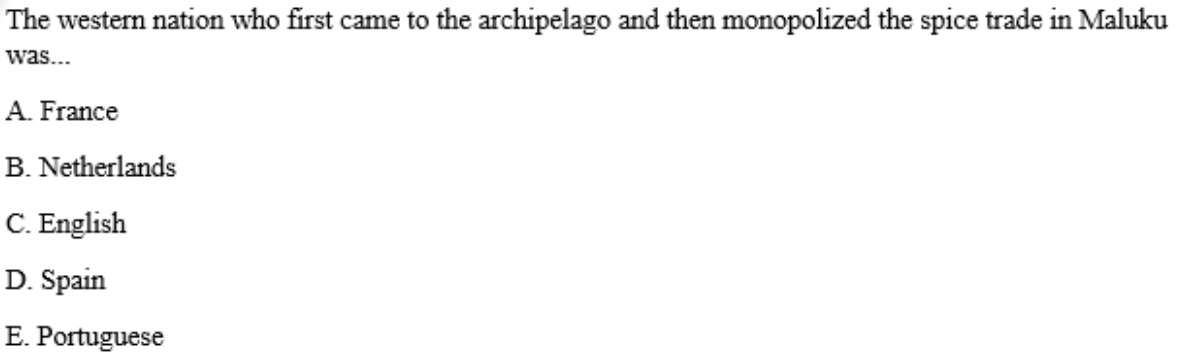 The western nation who first came to the archipelago and then monopolized the spice trade in Maluku
was...
A. France
B. Netherlands
C. English
D. Spain
E. Portuguese